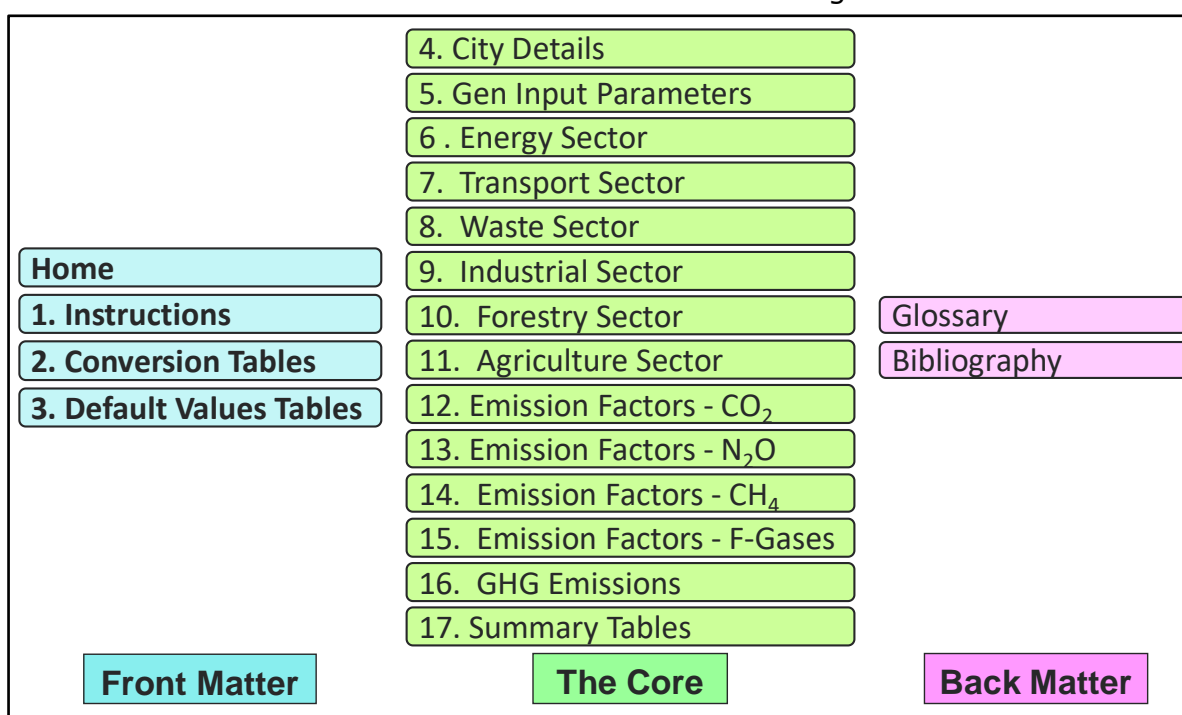 4. City Details
5. Gen Input Parameters
6 . Energy Sector
7. Transport Sector
8. Waste Sector
Home
9. Industrial Sector
1. Instructions
10. Forestry Sector
Glossary
2. Conversion Tables
11. Agriculture Sector
Bibliography
3. Default Values Tables
12. Emission Factors - CO₂
13. Emission Factors - N₂O
14. Emission Factors - CH₄
15. Emission Factors - F-Gases
16. GHG Emissions
17. Summary Tables
Front Matter
The Core
Back Matter